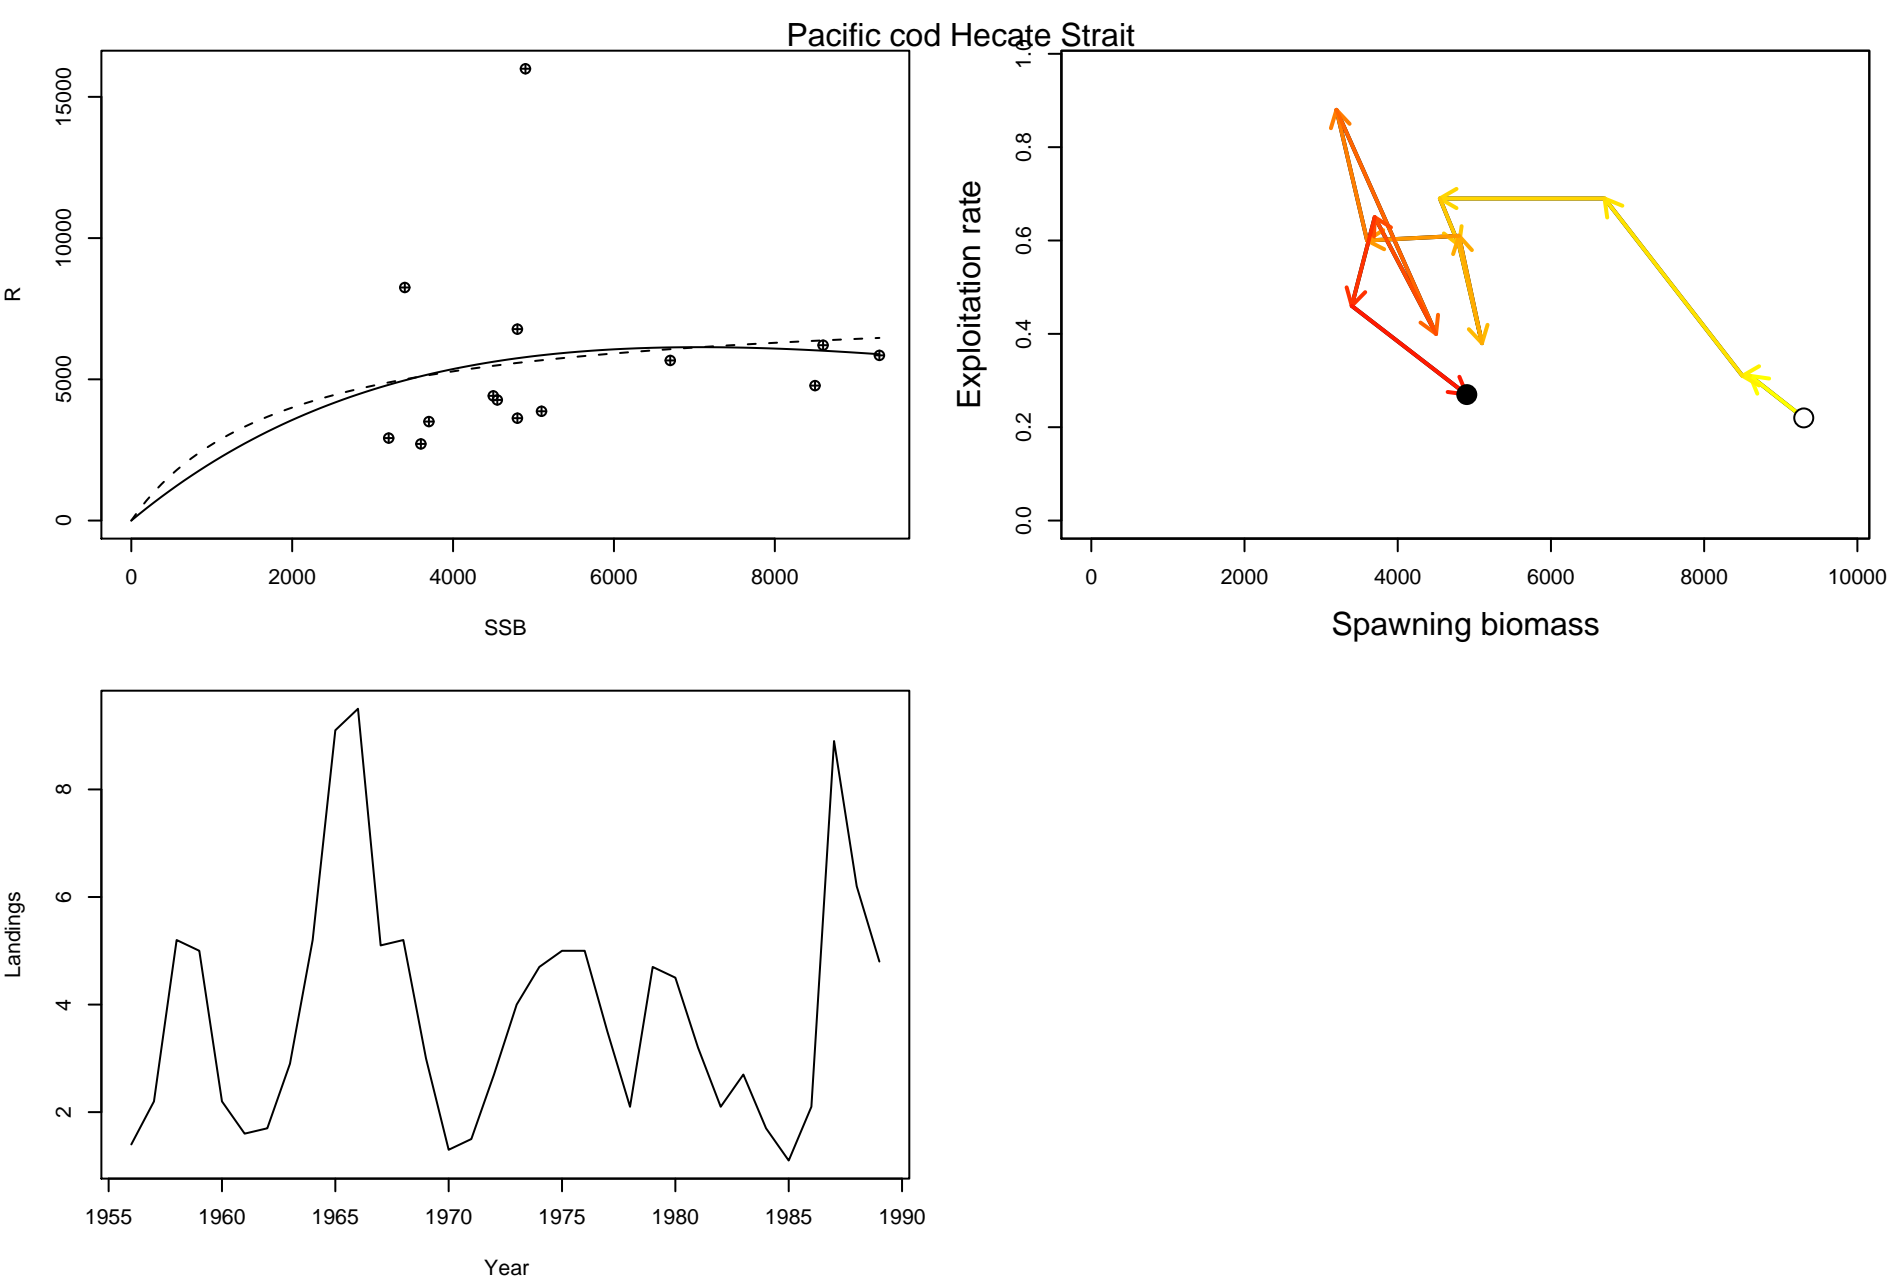 Pacific cod Hecate Strait
R
15000
10000
5000
0
0 2000 4000 6000 8000
SSB
Exploitation rate
1.0
0.8
0.6
0.4
0.2
0.0
0 2000 4000 6000 8000 10000
Spawning biomass
Landings
8
6
4
2
1955 1960 1965 1970 1975 1980 1985 1990
Year